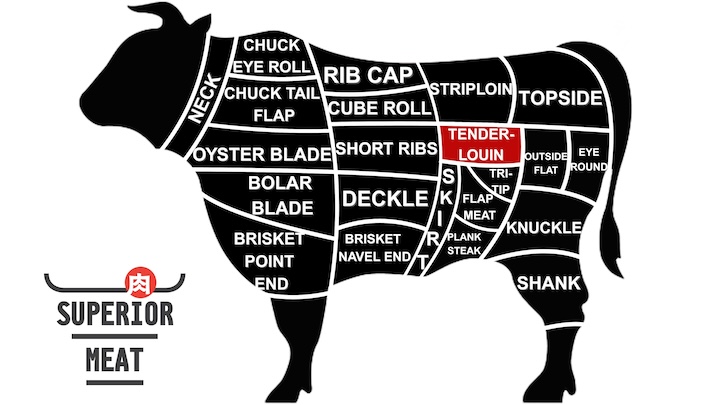 CHUCK
EYE ROLL
NECK
CHUCK TAIL
FLAP
RIB CAP
CUBE ROLL
STRIPLOIN
TOPSIDE
OYSTER BLADE
SHORT RIBS
TENDER-
LOUIN
OUTSIDE
FLAT
EYE
ROUND
BOLAR
BLADE
DECKLE
SKIRT
TRI-
TIP
FLAP
MEAT
PLANK
STEAK
KNUCKLE
BRISKET
POINT
END
BRISKET
NAVEL END
SHANK
肉
SUPERIOR
MEAT